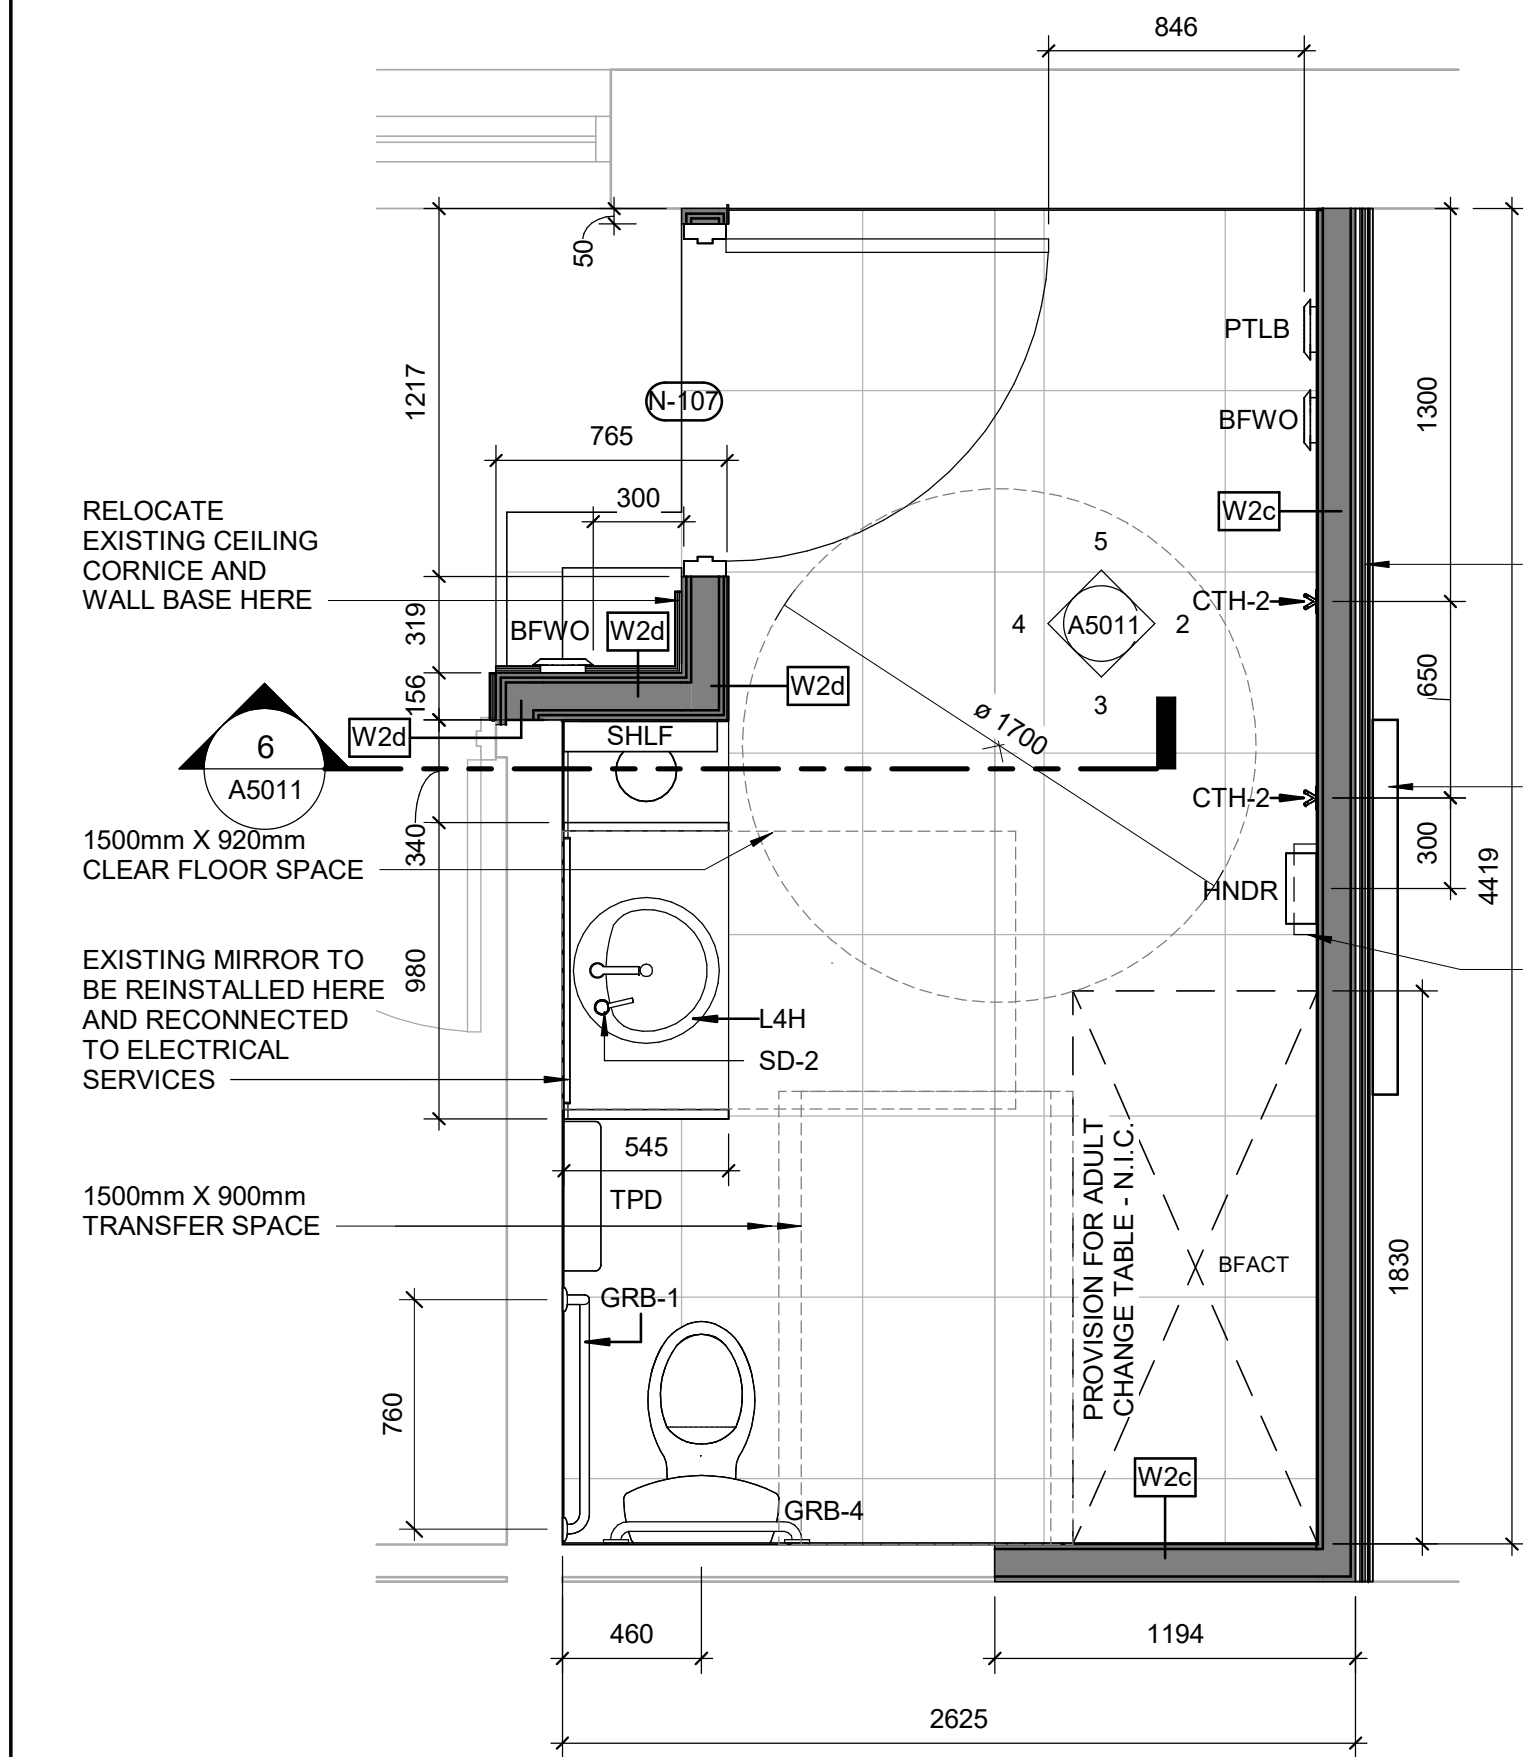 846
50
1217
N-107
765
300
PTLB
BFWO
1300
W2c
RELOCATE
EXISTING CEILING
CORNICE AND
WALL BASE HERE
319
BFWO
W2d
5
4
A5011
2
3
CTH-2
650
156
W2d
W2d
6
A5011
SHLF
ø 1700
CTH-2
1500mm X 920mm
CLEAR FLOOR SPACE
340
300
4419
HNDR
EXISTING MIRROR TO
BE REINSTALLED HERE
AND RECONNECTED
TO ELECTRICAL
SERVICES
980
L4H
SD-2
545
TPD
1500mm X 900mm
TRANSFER SPACE
PROVISION FOR ADULT
CHANGE TABLE - N.I.C.
BFACT
1830
GRB-1
760
GRB-4
W2c
460
1194
2625